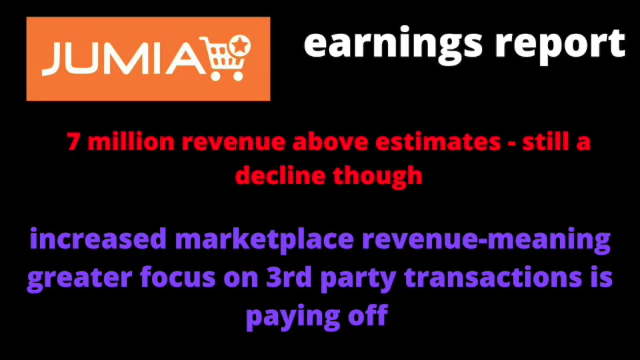 JUMIA
earnings report
7 million revenue above estimates - still a
decline though
increased marketplace revenue-meaning
greater focus on 3rd party transactions is
paying off